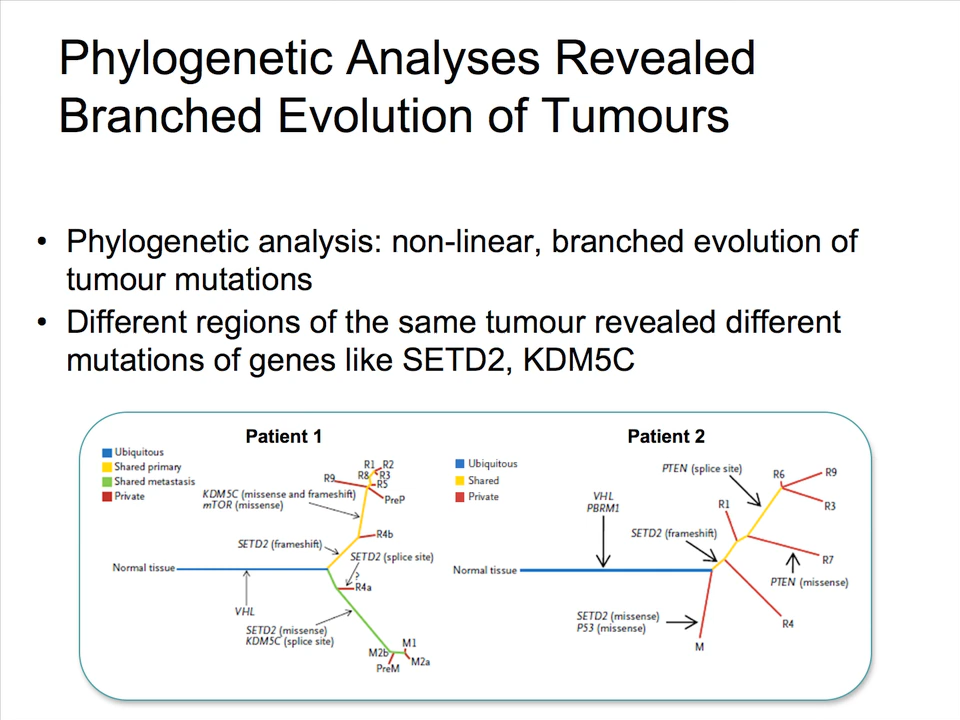 Phylogenetic Analyses Revealed
Branched Evolution of Tumours
• Phylogenetic analysis: non-linear, branched evolution of
tumour mutations
• Different regions of the same tumour revealed different
mutations of genes like SETD2, KDM5C
Patient 1
Ubiquitous
Shared primary
Shared metastasis
Private
R1
R2
R8
R3
R9
R5
PreP
KDM5C (missense and frameshift)
mTOR (missense)
R4b
SETD2 (frameshift)
SETD2 (splice site)
?
R4a
Normal tissue
VHL
SETD2 (missense)
KDM5C (splice site)
M1
M2b
M2a
PreM
Patient 2
Ubiquitous
Shared
Private
PTEN (splice site)
R6
R9
R3
VHL
PBRM1
R1
SETD2 (frameshift)
R7
PTEN (missense)
Normal tissue
SETD2 (missense)
P53 (missense)
R4
M